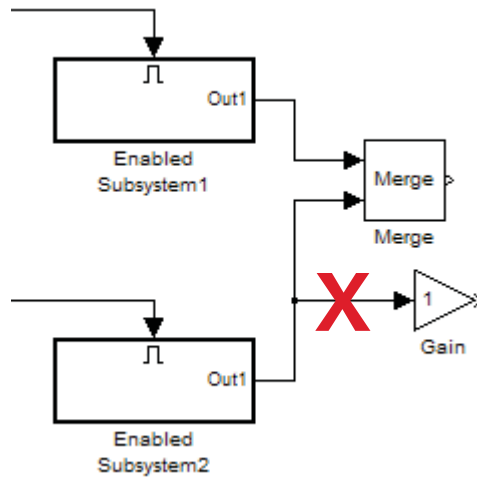 Out1
Enabled
Subsystem1
Merge
Merge
X
1
Gain
Out1
Enabled
Subsystem2